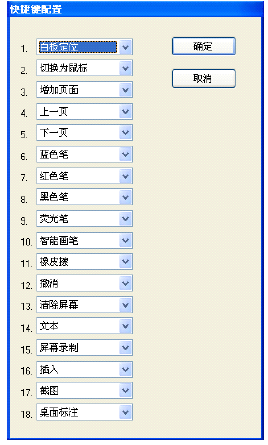 快捷键配置
1. 白板定位
确定
2. 切换为鼠标
3. 增加页面
取消
4. 上一页
5. 下一页
6. 蓝色笔
7. 红色笔
8. 黑色笔
9. 荧光笔
10. 智能画笔
11. 橡皮擦
12. 撤消
13. 清除屏幕
14. 文本
15. 屏幕录制
16. 插入
17. 截图
18. 桌面标注